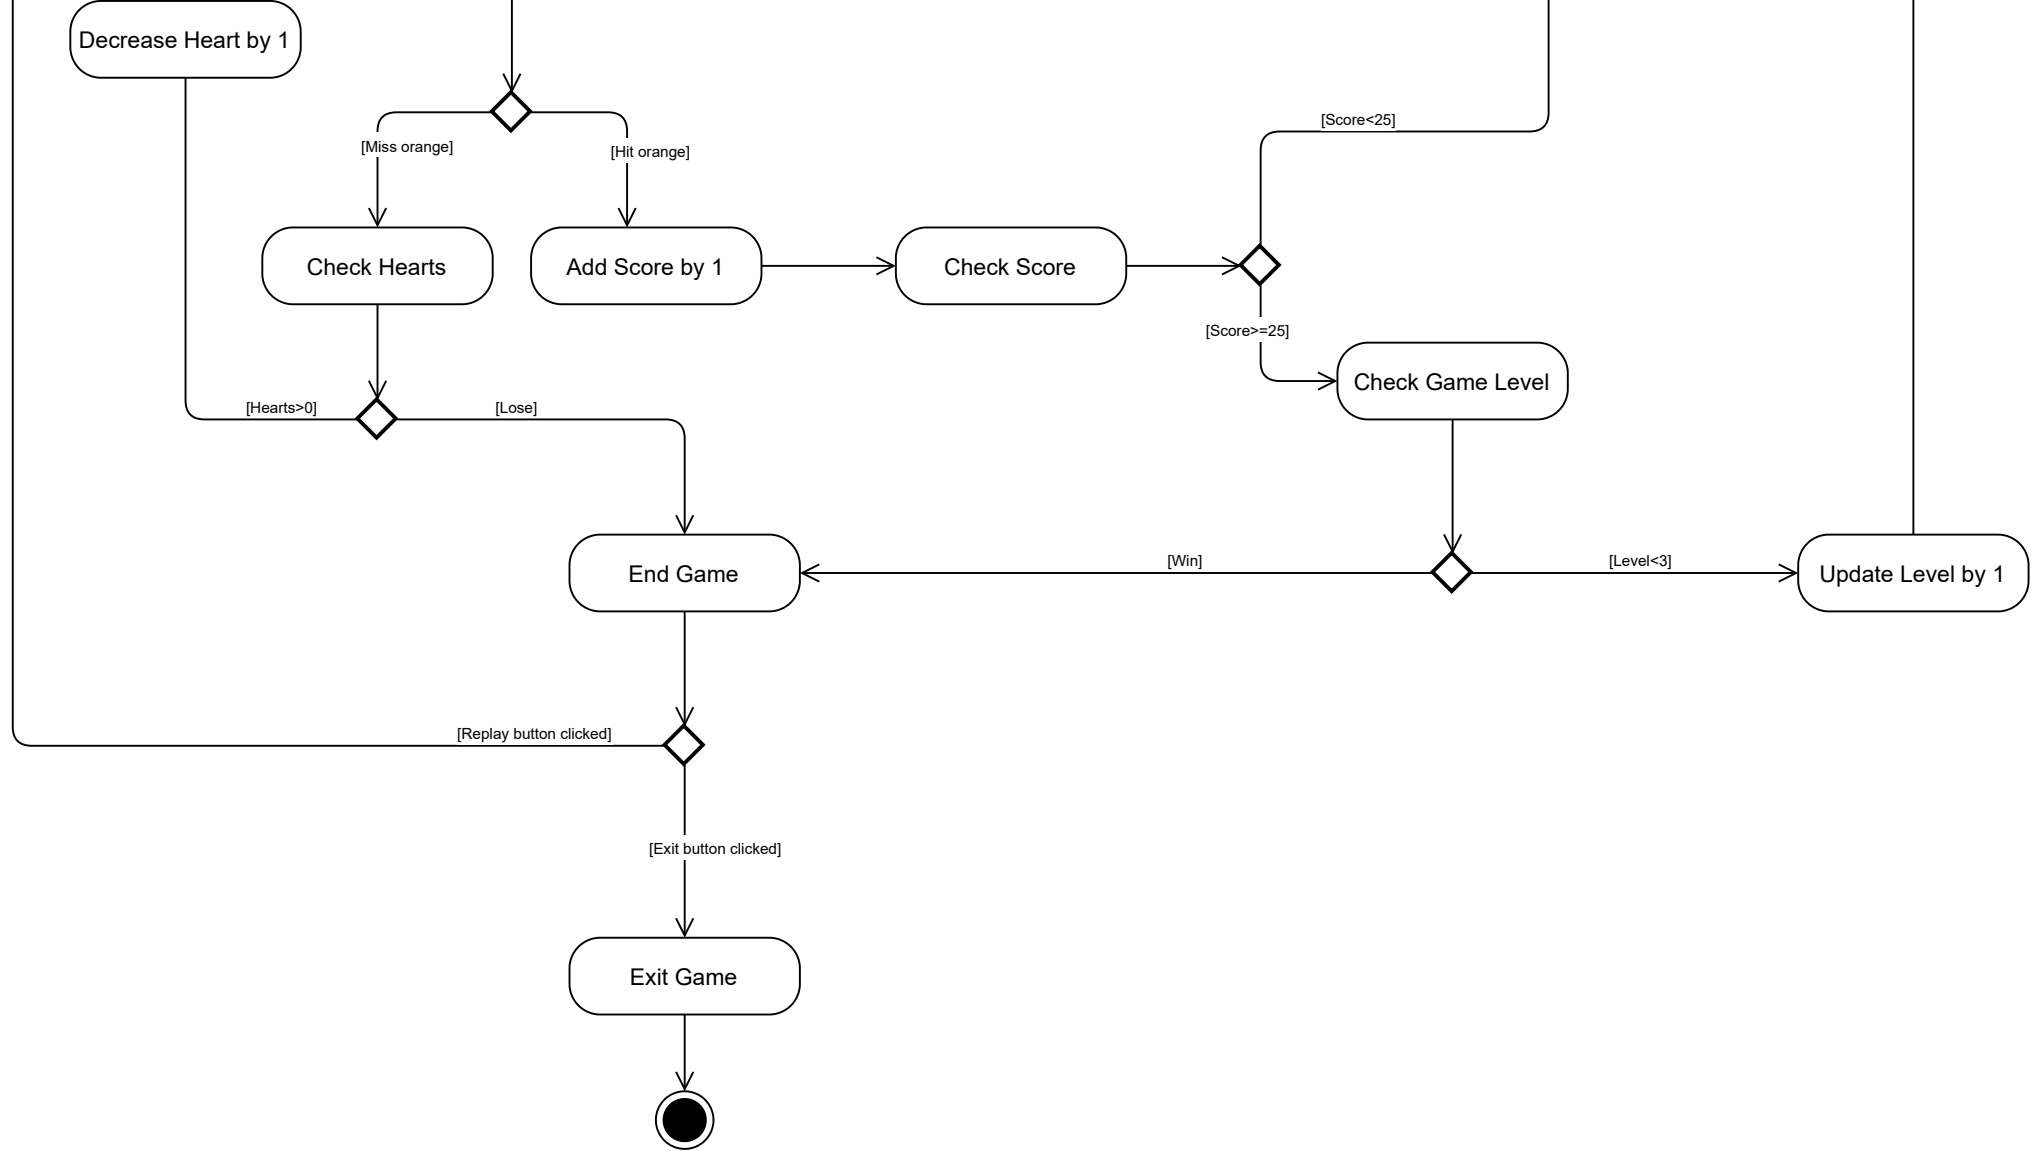 Decrease Heart by 1
[Score<25]
[Miss orange]
[Hit orange]
Check Hearts
Add Score by 1
Check Score
[Score>=25]
Check Game Level
[Hearts>0]
[Lose]
[Win]
[Level<3]
End Game
Update Level by 1
[Replay button clicked]
[Exit button clicked]
Exit Game